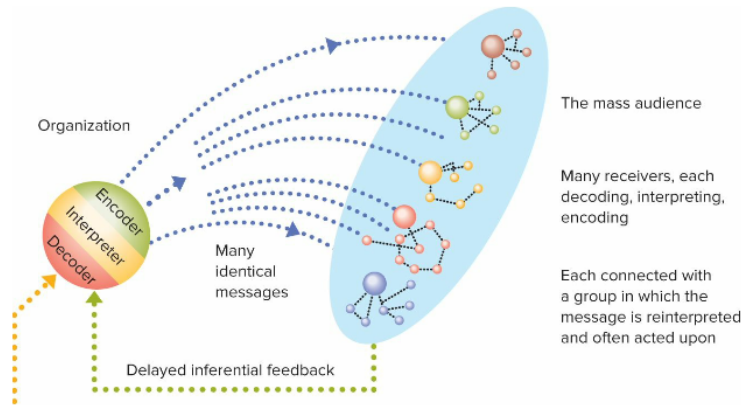 Organization
Encoder
Interpreter
Decoder
Many
identical
messages
Delayed inferential feedback
The mass audience
Many receivers, each
decoding, interpreting,
encoding
Each connected with
a group in which the
message is reinterpreted
and often acted upon